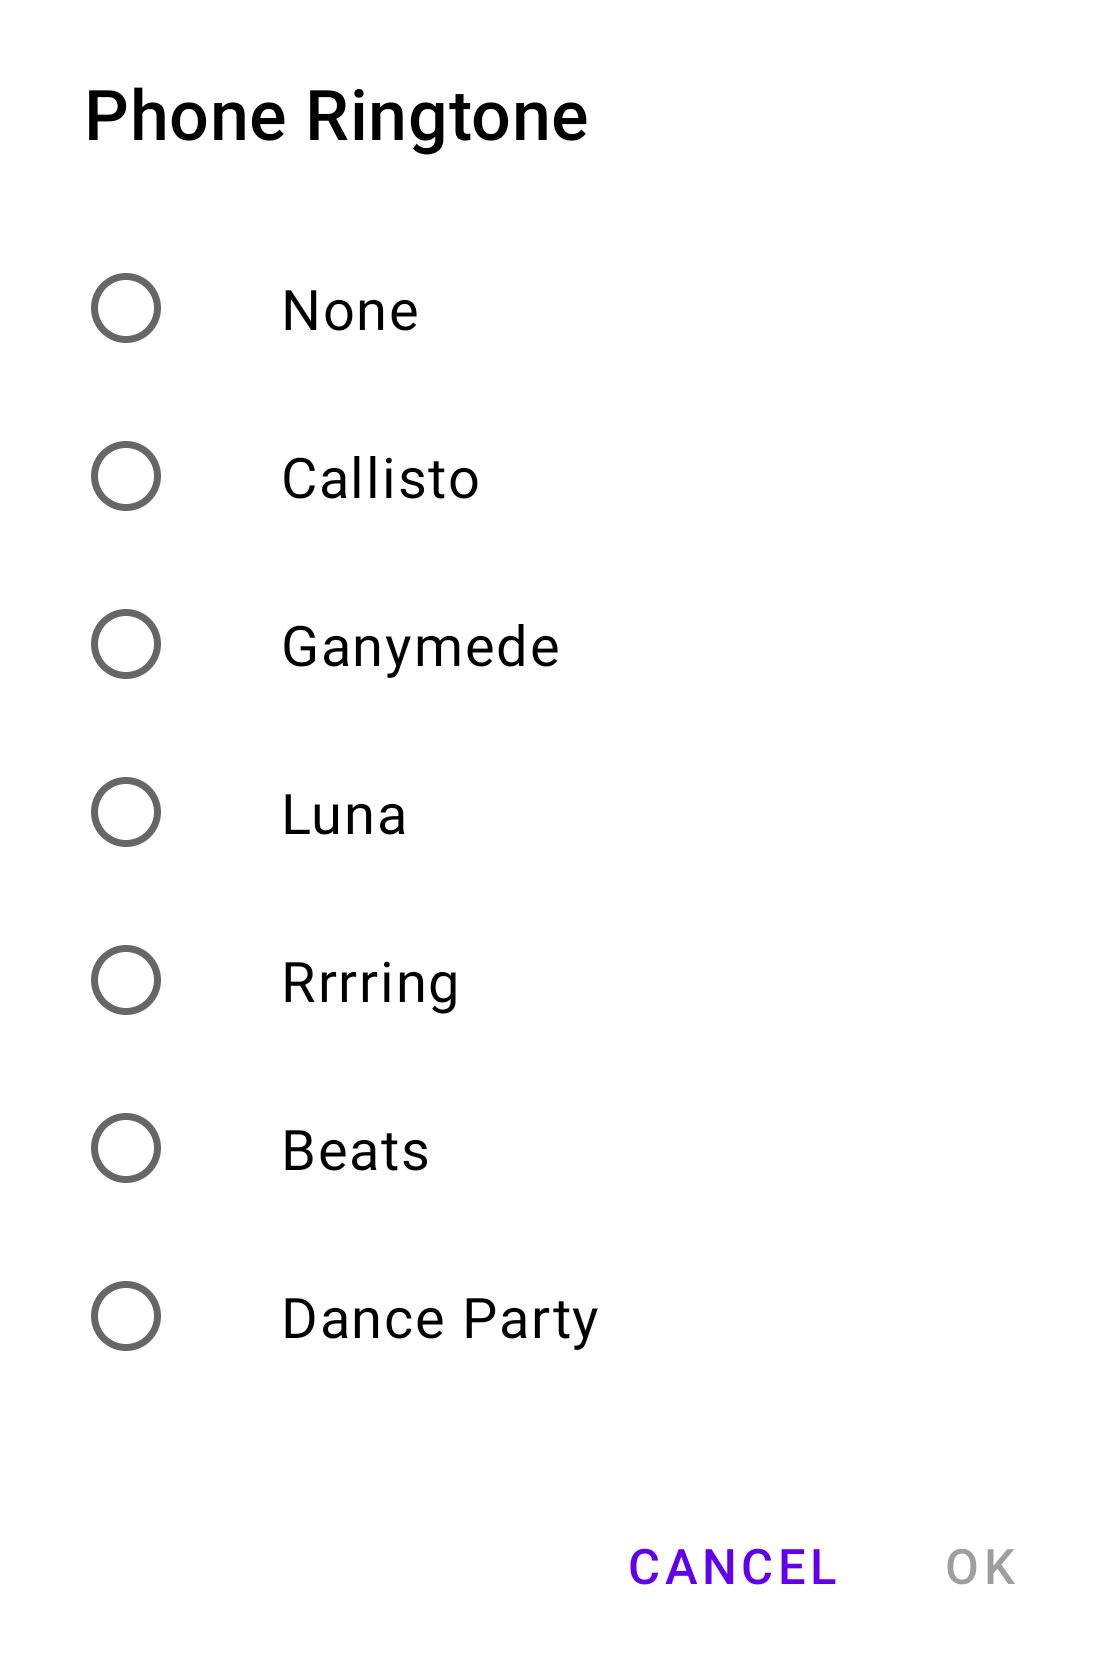 Phone Ringtone
None
Callisto
Ganymede
Luna
Rrrring
Beats
Dance Party
CANCEL OK